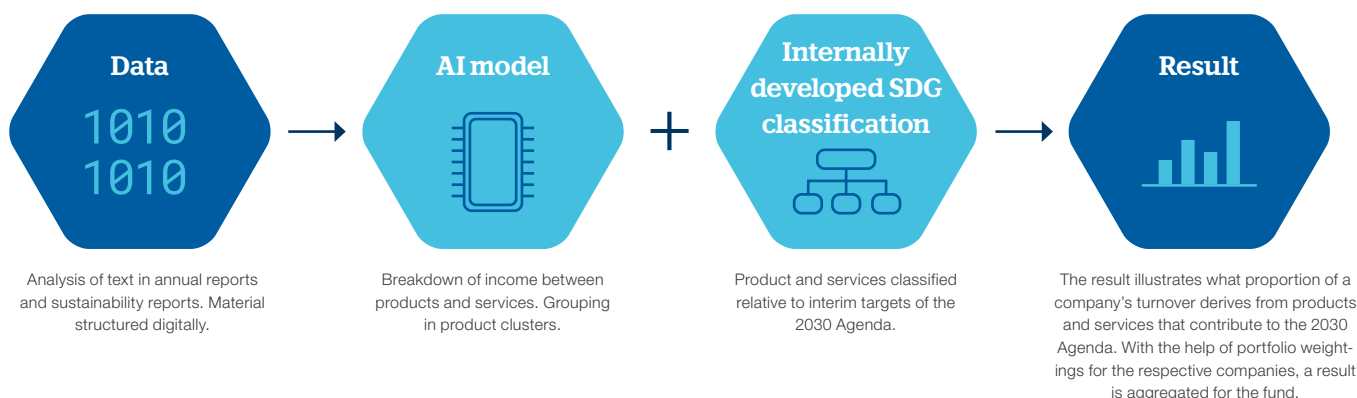 Data
1010
1010
Analysis of text in annual reports
and sustainability reports. Material
structured digitally.
AI model
Breakdown of income between
products and services. Grouping
in product clusters.
Internally
developed SDG
classification
Product and services classified
relative to interim targets of the
2030 Agenda.
Result
The result illustrates what proportion of a
company’s turnover derives from products
and services that contribute to the 2030
Agenda. With the help of portfolio weight-
ings for the respective companies, a result
is aggregated for the fund.